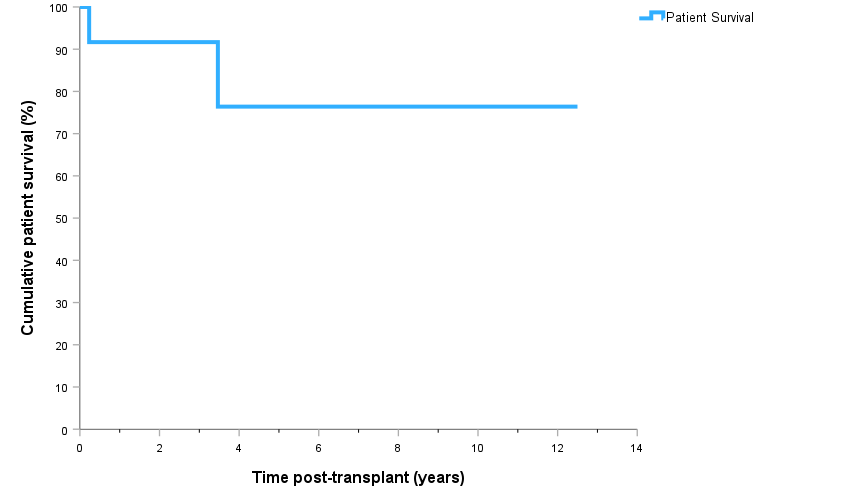 Patient Survival
Cumulative patient survival (%)
100
90
80
70
60
50
40
30
20
10
0
0 2 4 6 8 10 12 14
Time post-transplant (years)